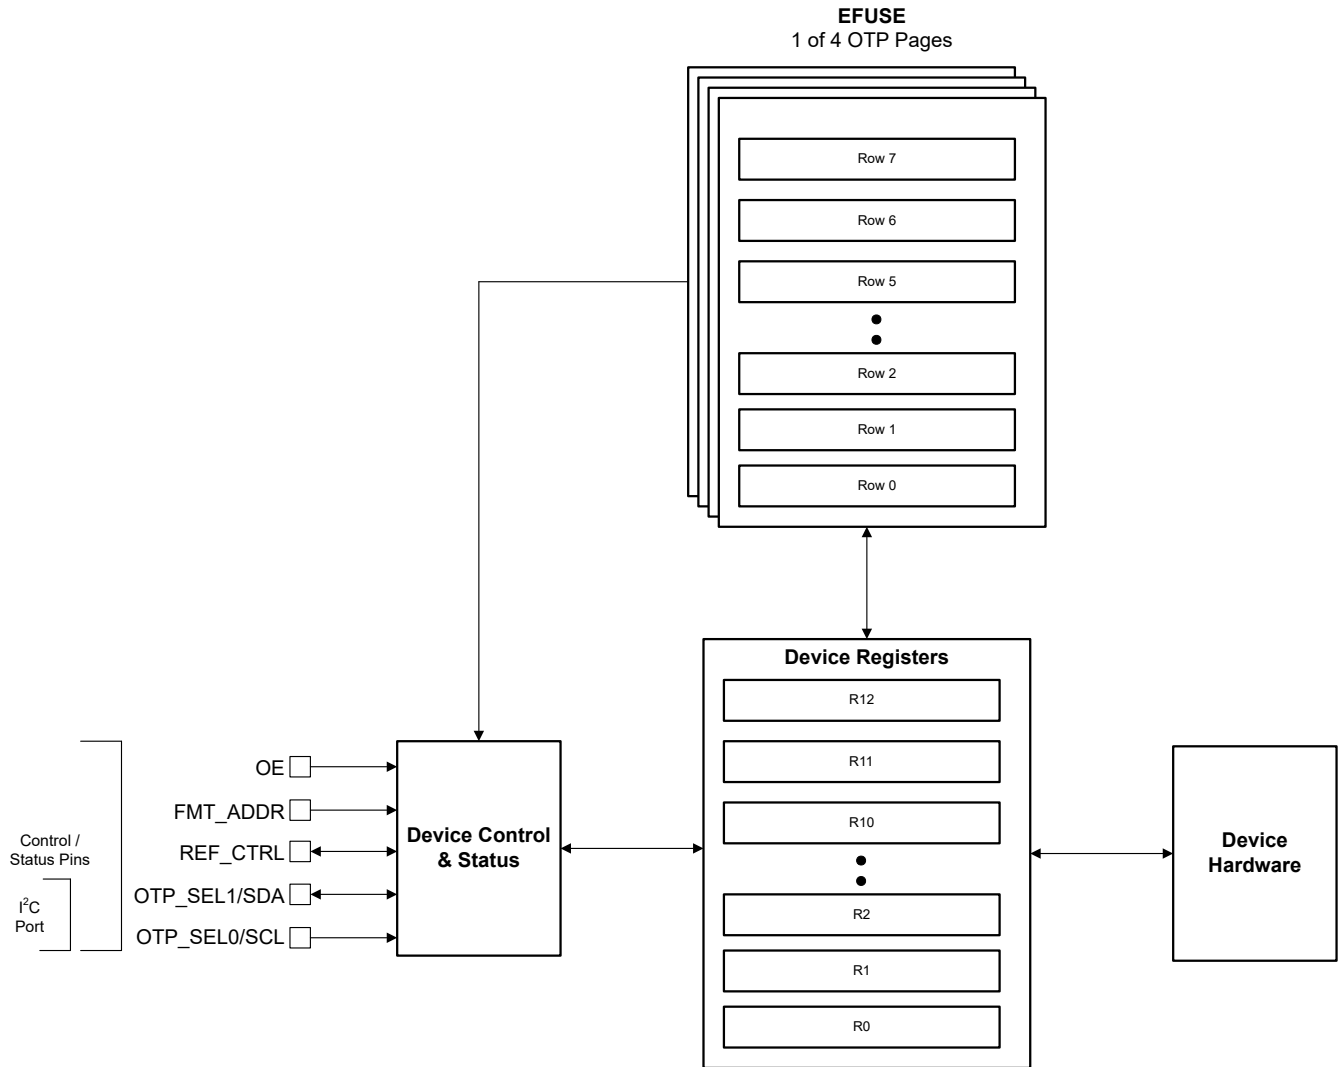 EFUSE
1 of 4 OTP Pages
Row 7
Row 6
Row 5
Row 2
Row 1
Row 0
Device Registers
R12
R11
R10
R2
R1
R0
Control /
Status Pins
I²C
Port
OE
FMT_ADDR
REF_CTRL
OTP_SEL1/SDA
OTP_SEL0/SCL
Device Control
& Status
Device
Hardware